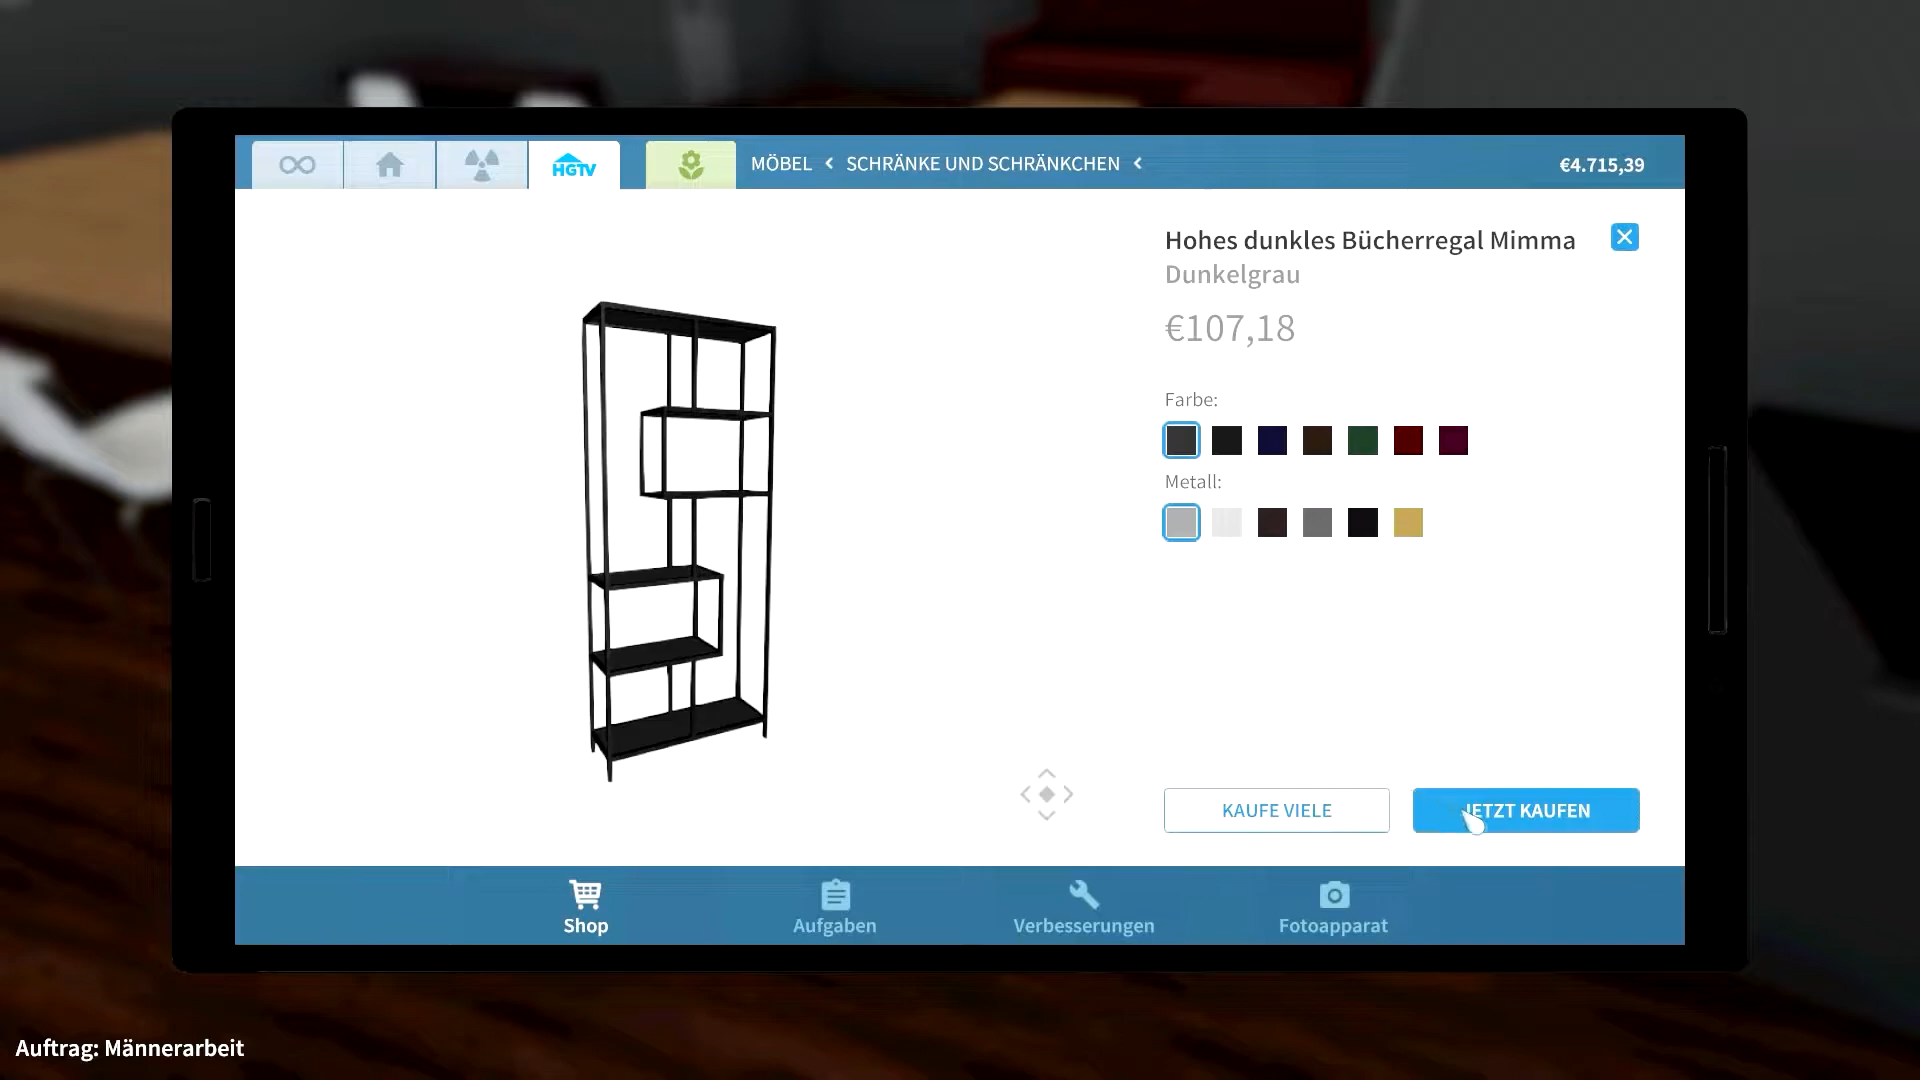 HGTV
MÖBEL < SCHRÄNKE UND SCHRÄNKCHEN <
€4.715,39
Hohes dunkles Bücherregal Mimma
Dunkelgrau
€107,18
Farbe:
Metall:
KAUFE VIELE
JETZT KAUFEN
Shop
Aufgaben
Verbesserungen
Fotoapparat
Auftrag: Männerarbeit